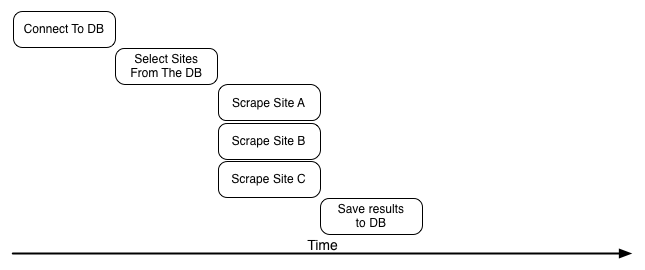 Connect To DB
Select Sites
From The DB
Scrape Site A
Scrape Site B
Scrape Site C
Save results
to DB
Time